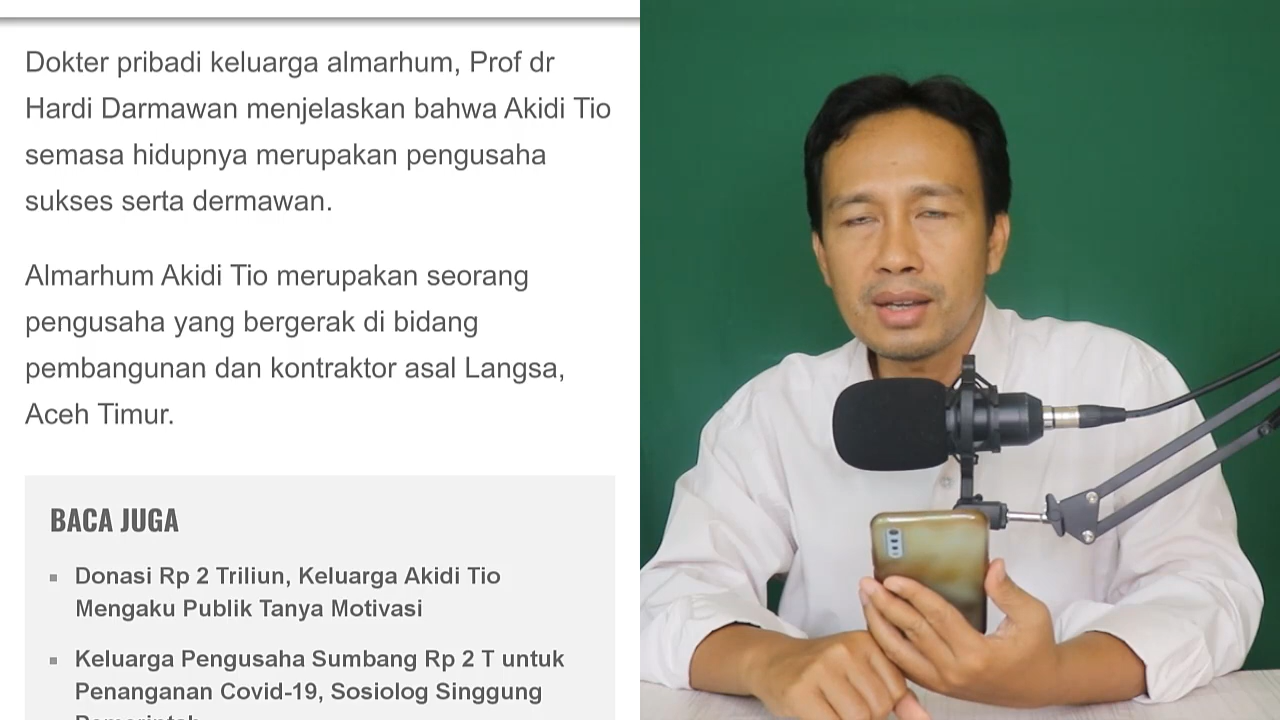 Dokter pribadi keluarga almarhum, Prof dr
Hardi Darmawan menjelaskan bahwa Akidi Tio
semasa hidupnya merupakan pengusaha
sukses serta dermawan.
Almarhum Akidi Tio merupakan seorang
pengusaha yang bergerak di bidang
pembangunan dan kontraktor asal Langsa,
Aceh Timur.
BACA JUGA
Donasi Rp 2 Triliun, Keluarga Akidi Tio
Mengaku Publik Tanya Motivasi
Keluarga Pengusaha Sumbang Rp 2 T untuk
Penanganan Covid-19, Sosiolog Singgung